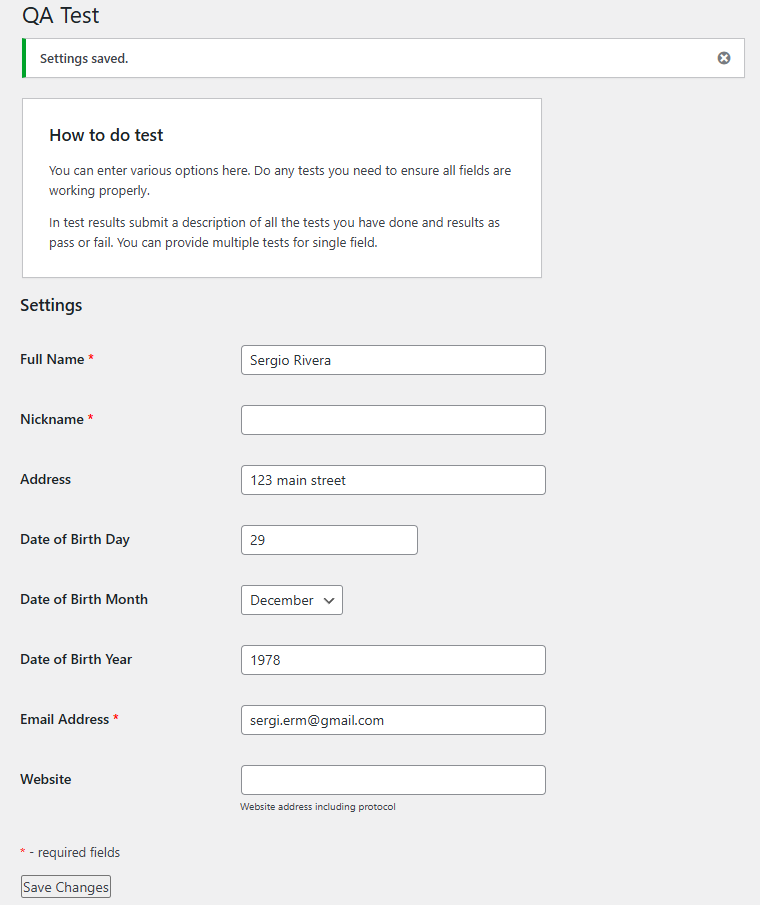 QA Test
Settings saved.
How to do test
You can enter various options here. Do any tests you need to ensure all fields are
working properly.
In test results submit a description of all the tests you have done and results as
pass or fail. You can provide multiple tests for single field.
Settings
Full Name *
Sergio Rivera
Nickname *
Address
123 main street
Date of Birth Day
29
Date of Birth Month
December
Date of Birth Year
1978
Email Address *
sergi.erm@gmail.com
Website
Website address including protocol
* - required fields
Save Changes